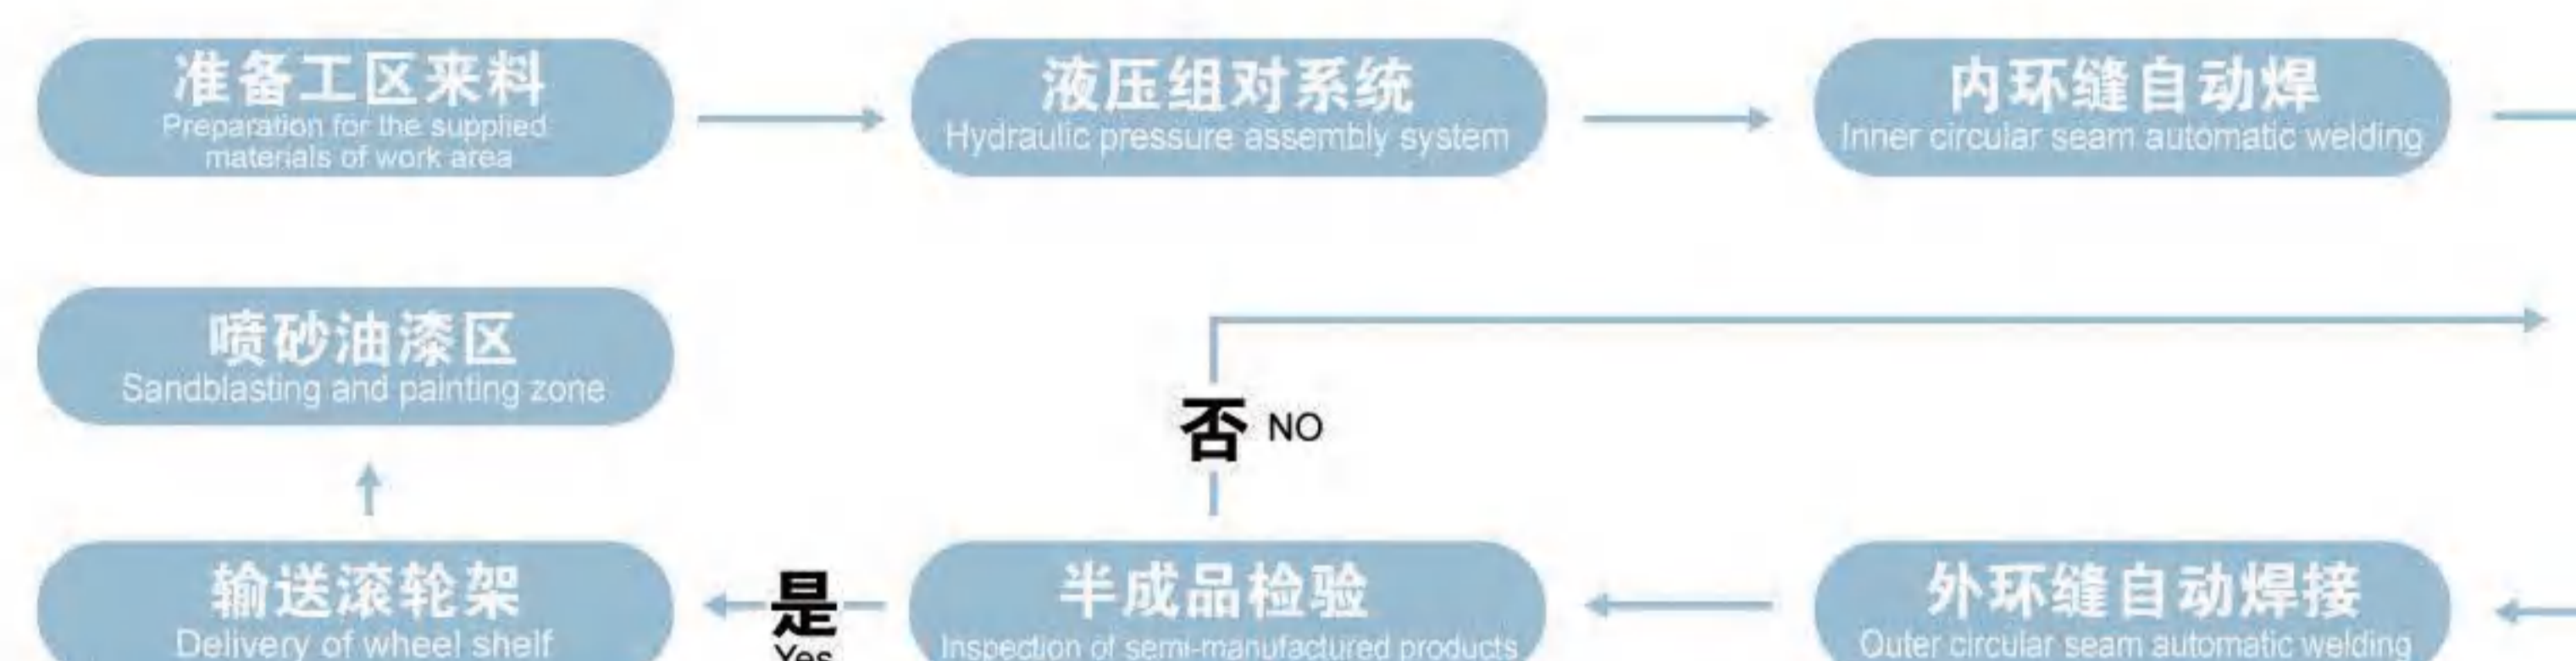 准备工区来料
Preparation for the supplied
materials of work area
液压组对系统
Hydraulic pressure assembly system
内环缝自动焊
Inner circular seam automatic welding
喷砂油漆区
Sandblasting and painting zone
否 NO
输送滚轮架
Delivery of wheel shelf
是
Yes
半成品检验
Inspection of semi-manufactured products
外环缝自动焊接
Outer circular seam automatic welding